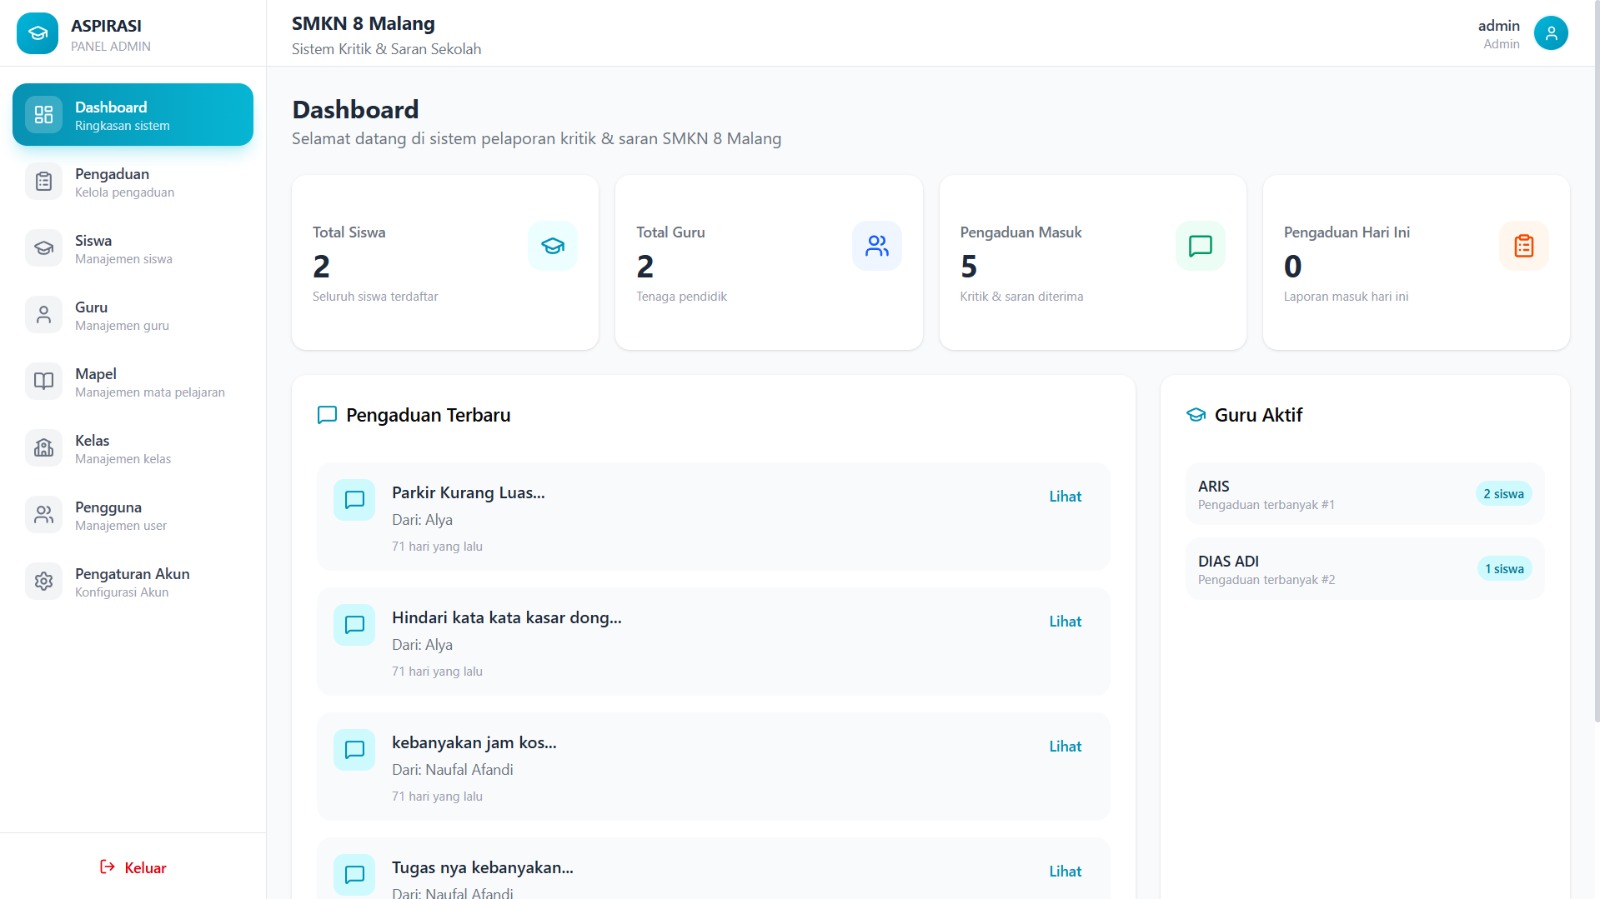 ASPIRASI
PANEL ADMIN
Dashboard
Ringkasan sistem
Pengaduan
Kelola pengaduan
Siswa
Manajemen siswa
Guru
Manajemen guru
Mapel
Manajemen mata pelajaran
Kelas
Manajemen kelas
Pengguna
Manajemen user
Pengaturan Akun
Konfigurasi Akun
Keluar
SMKN 8 Malang
Sistem Kritik & Saran Sekolah
admin
Admin
Dashboard
Selamat datang di sistem pelaporan kritik & saran SMKN 8 Malang
Total Siswa
2
Seluruh siswa terdaftar
Total Guru
2
Tenaga pendidik
Pengaduan Masuk
5
Kritik & saran diterima
Pengaduan Hari Ini
0
Laporan masuk hari ini
Pengaduan Terbaru
Parkir Kurang Luas...
Lihat
Dari: Alya
71 hari yang lalu
Hindari kata kata kasar dong...
Lihat
Dari: Alya
71 hari yang lalu
kebanyakan jam kos...
Lihat
Dari: Naufal Afandi
71 hari yang lalu
Tugas nya kebanyakan...
Lihat
Dari: Naufal Afandi
Guru Aktif
ARIS
Pengaduan terbanyak #1
2 siswa
DIAS ADI
Pengaduan terbanyak #2
1 siswa